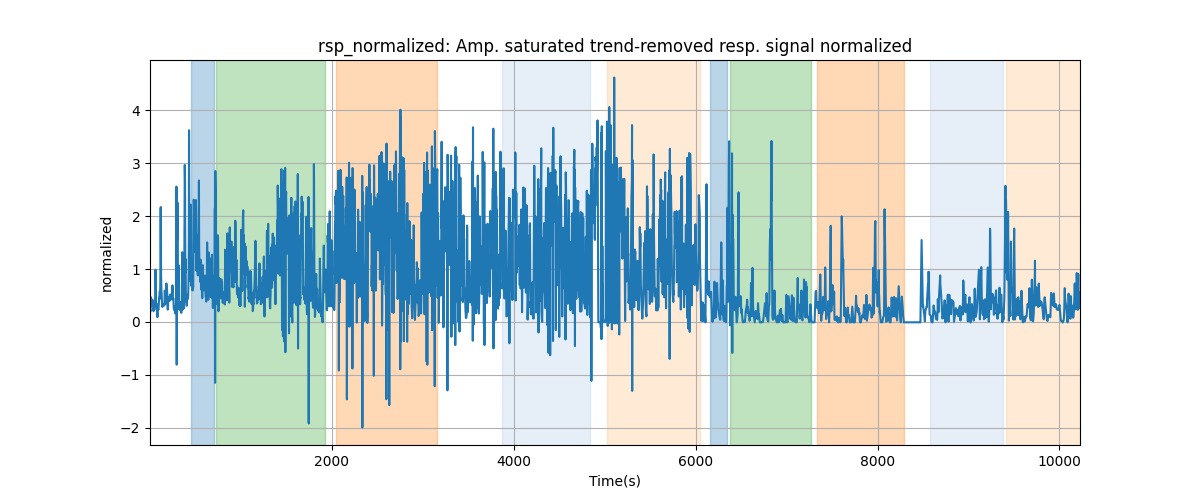 rsp_normalized: Amp. saturated trend-removed resp. signal normalized
normalized
4
3
2
1
0
−1
−2
2000 4000 6000 8000 10000
Time(s)